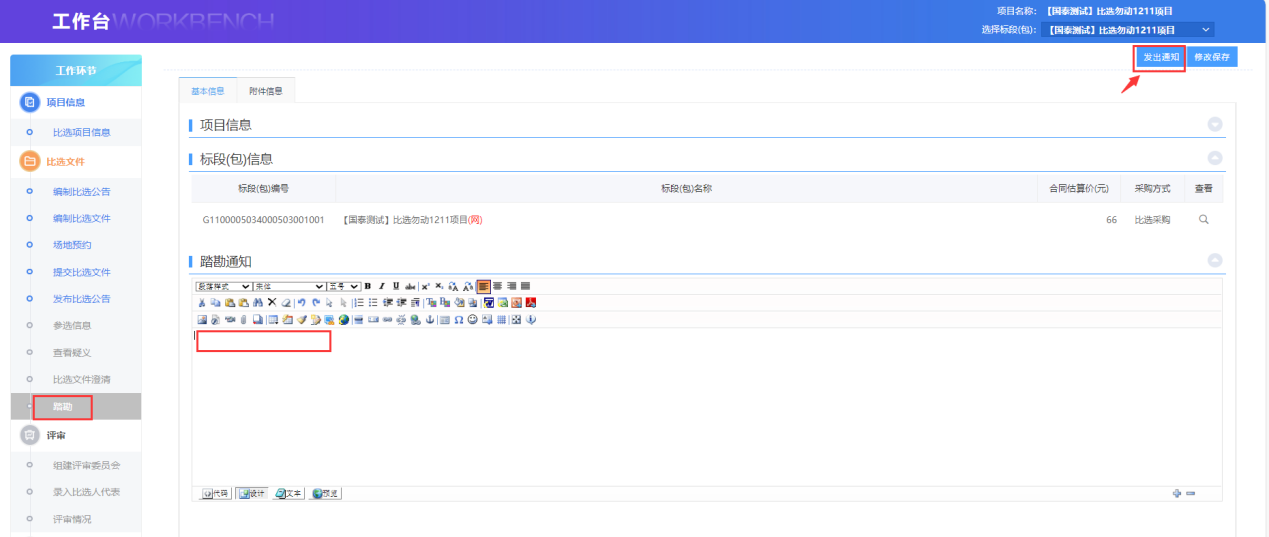 工作台WORKBENCH
项目名称: 【国泰测试】比选勿动1211项目
选择标段(包): 【国泰测试】比选勿动1211项目
发出通知 修改保存
工作环节
项目信息
比选项目信息
比选文件
编制比选公告
编制比选文件
场地预约
提交比选文件
发布比选公告
参选信息
查看疑义
比选文件澄清
踏勘
评审
组建评审委员会
录入比选人代表
评审情况
基本信息 附件信息
项目信息
标段(包)信息
标段(包)编号 标段(包)名称 合同估算价(元) 采购方式 查看
G1100005034000503001001 【国泰测试】比选勿动1211项目(网) 66 比选采购
踏勘通知
段落样式 宋体 五号 B I U abc
代码 设计 文本 预览